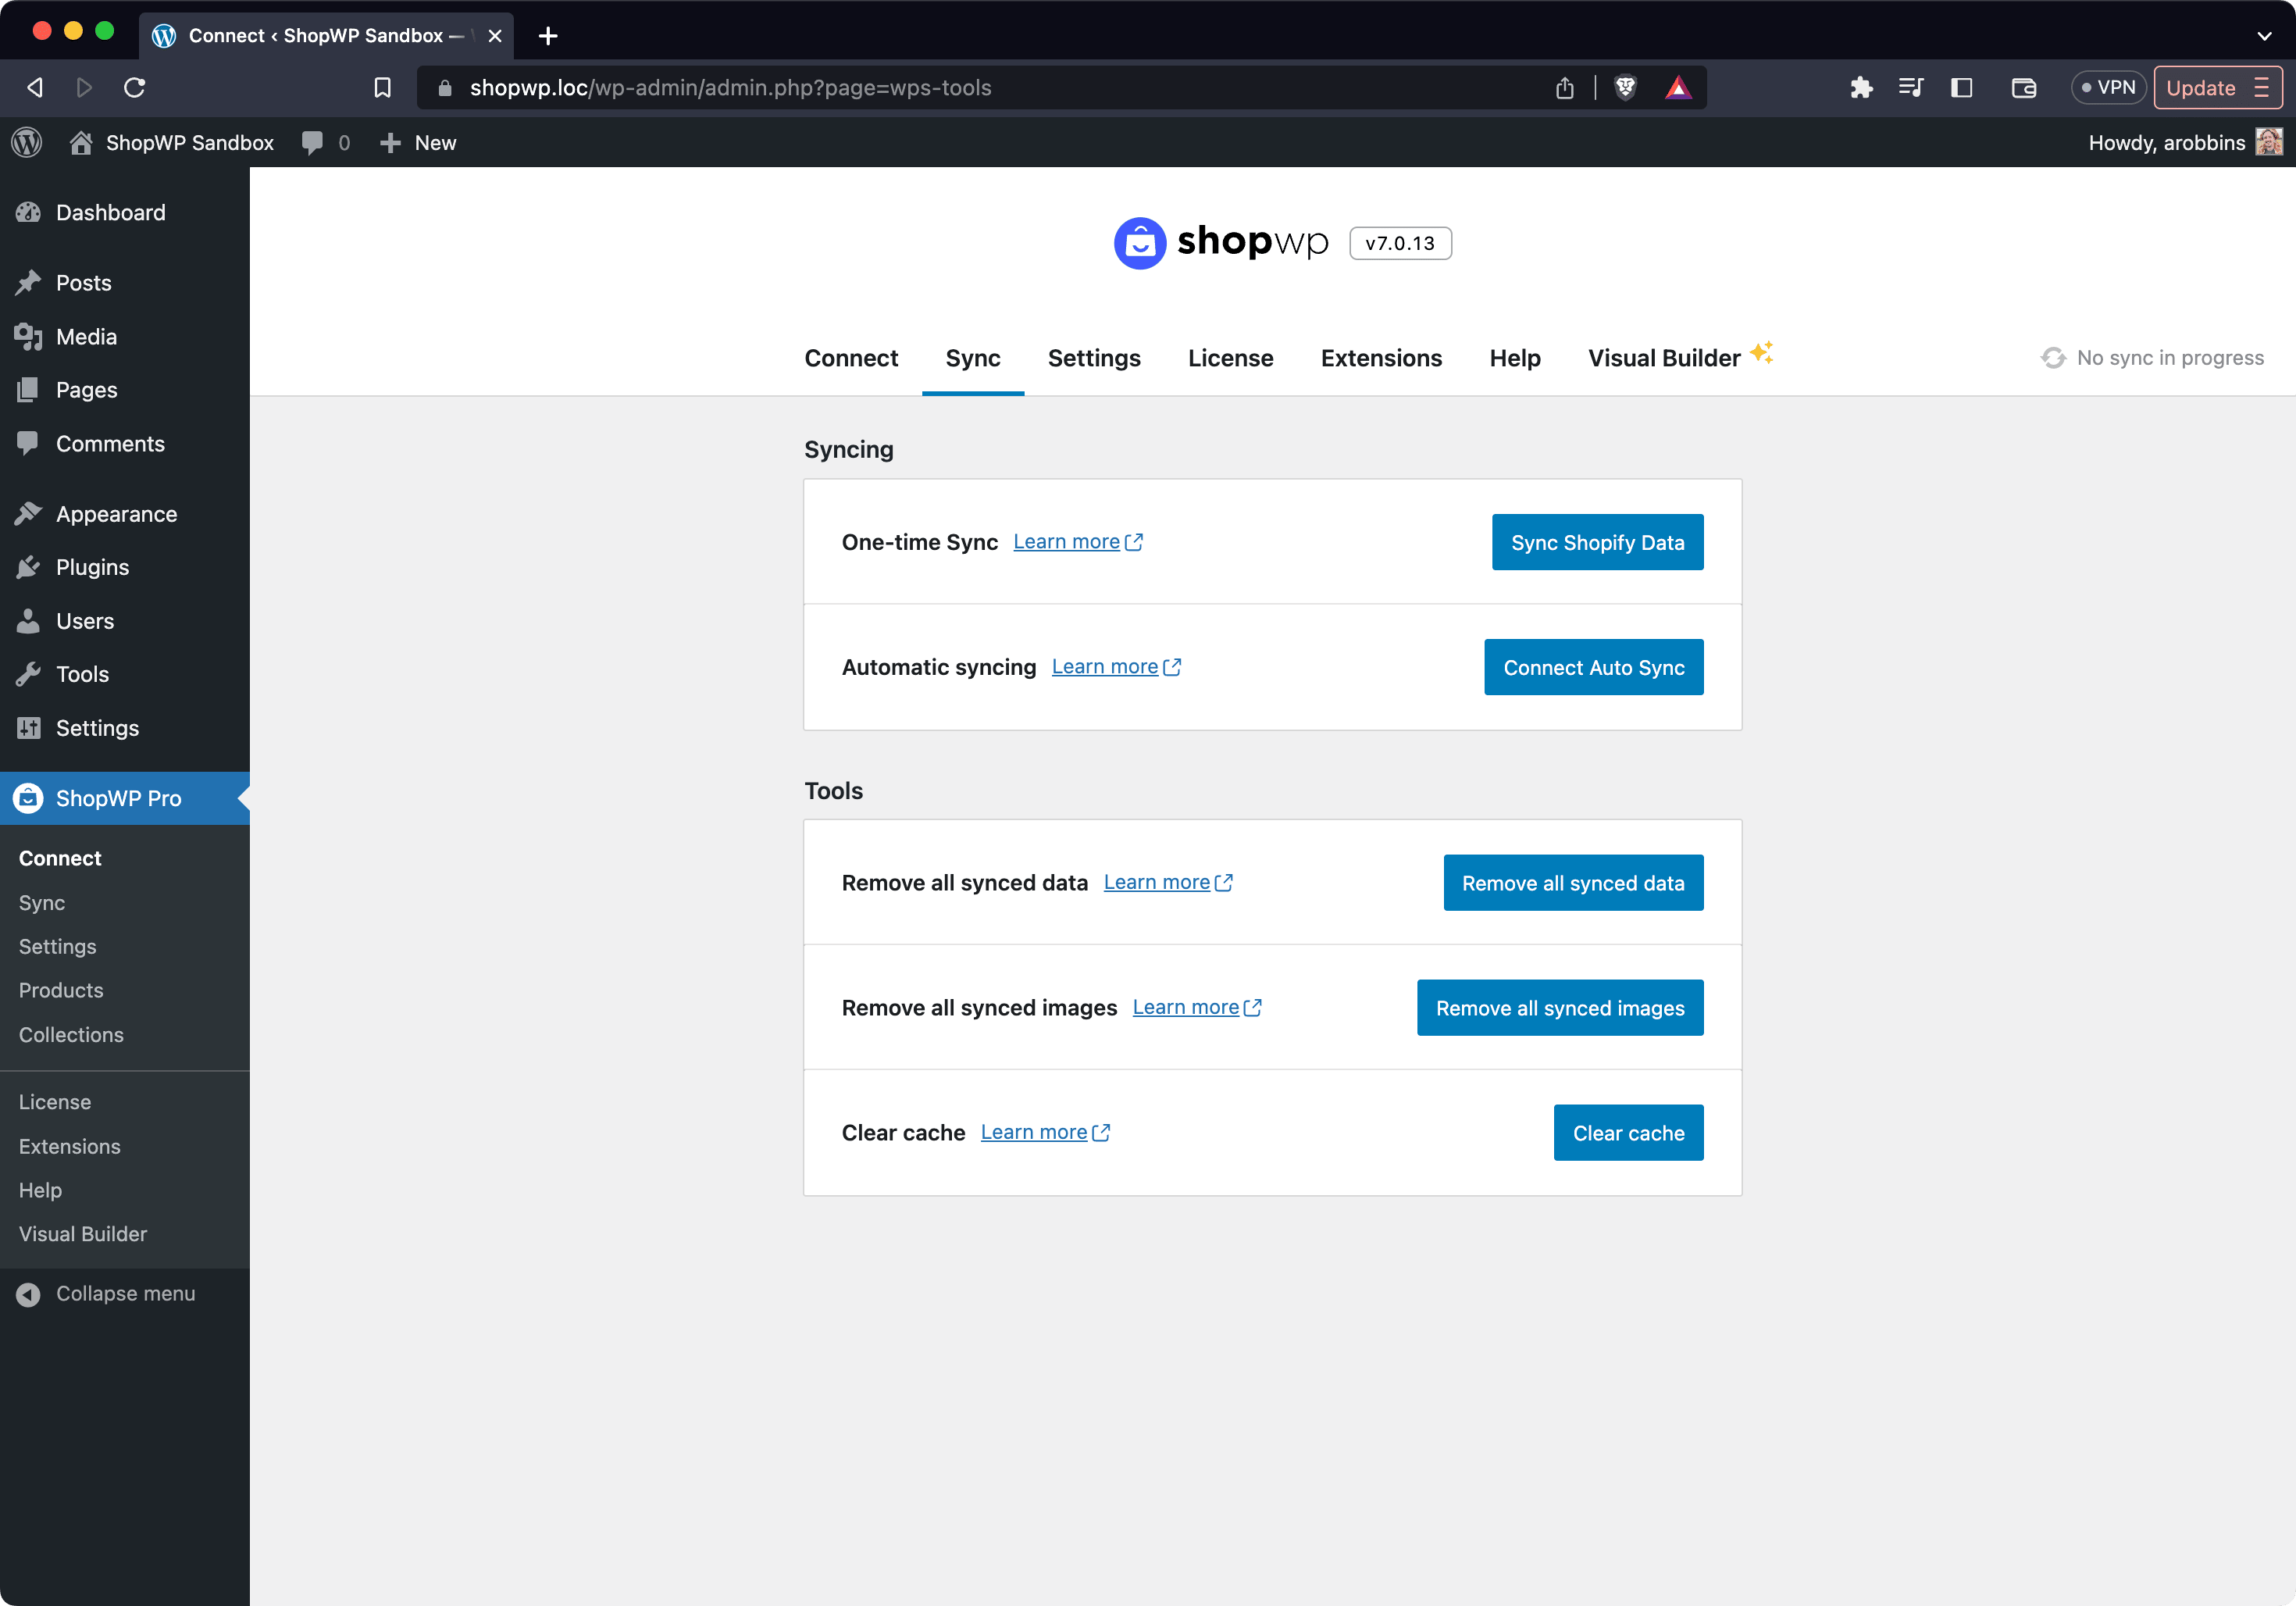 Connect ‹ ShopWP Sandbox —
shopwp.loc/wp-admin/admin.php?page=wps-tools
VPN
Update
ShopWP Sandbox
0
New
Howdy, arobbins
Dashboard
Posts
Media
Pages
Comments
Appearance
Plugins
Users
Tools
Settings
ShopWP Pro
Connect
Sync
Settings
Products
Collections
License
Extensions
Help
Visual Builder
Collapse menu
shopwp v7.0.13
Connect Sync Settings License Extensions Help Visual Builder
No sync in progress
Syncing
One-time Sync Learn more Sync Shopify Data
Automatic syncing Learn more Connect Auto Sync
Tools
Remove all synced data Learn more Remove all synced data
Remove all synced images Learn more Remove all synced images
Clear cache Learn more Clear cache